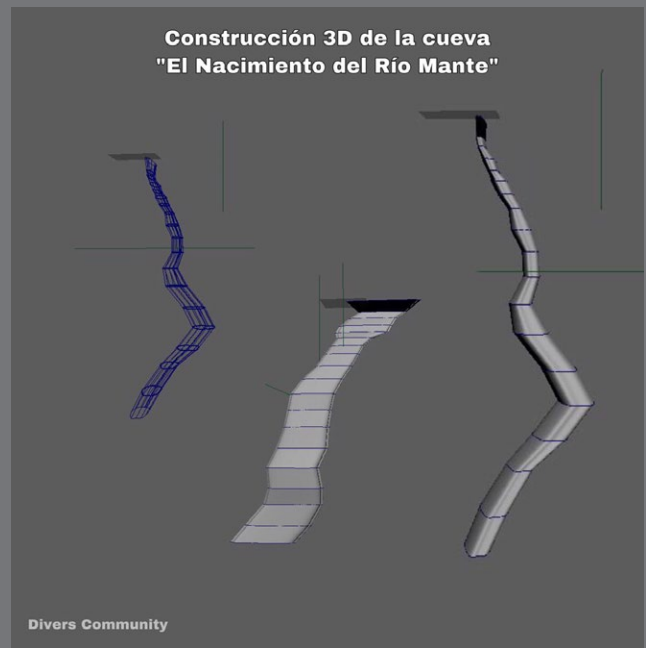 Construcción 3D de la cueva
"El Nacimiento del Río Mante"
Divers Community